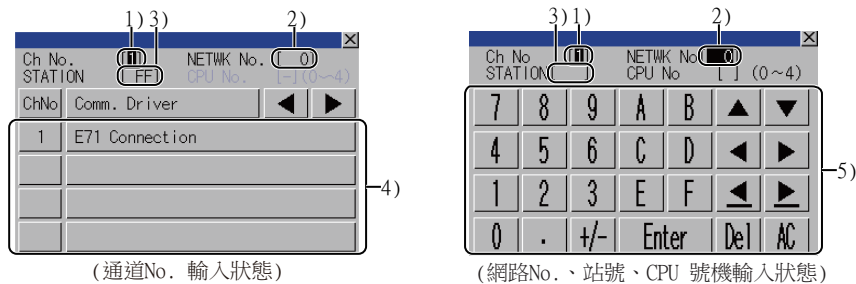 1) 3) 2)
Ch No. 1 NETWK No. 0
STATION FF CPU No. [-](0~4)
ChNo Comm. Driver ◀ ▶
1 E71 Connection
4)
(通道No. 輸入狀態)
3) 1) 2)
Ch No 1 NETWK No 0
STATION [ ] CPU No [ ] (0~4)
7 8 9 A B ▲ ▼
4 5 6 C D ◀ ▶
1 2 3 E F ◀ ▶
0 . +/- Enter Del AC
5)
(網路No.、站號、CPU 號機輸入狀態)